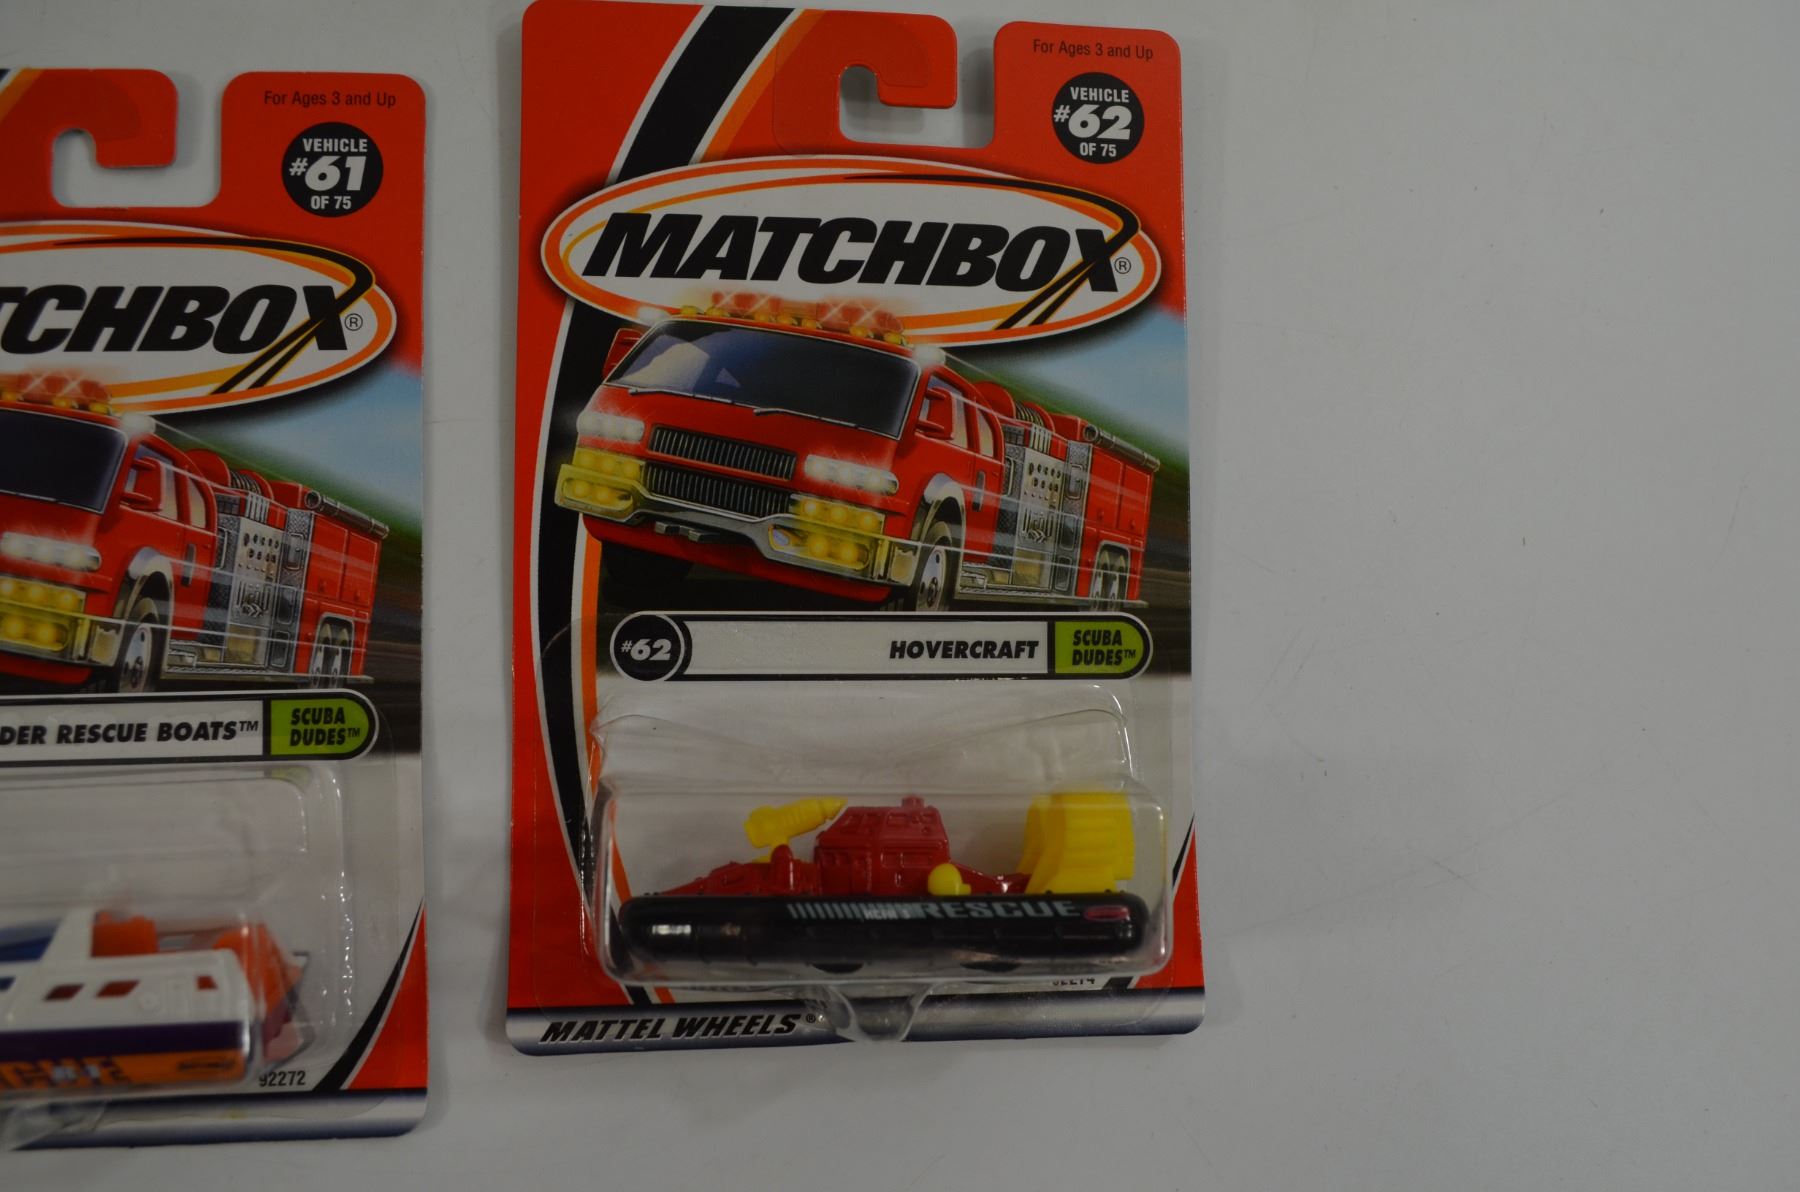 For Ages 3 and Up
VEHICLE
#61
OF 75
TCHBOX®
DER RESCUE BOATS™
SCUBA
DUDES™
92272
For Ages 3 and Up
VEHICLE
#62
OF 75
MATCHBOX®
#62
HOVERCRAFT
SCUBA
DUDES™
RESCUE
MATTEL WHEELS®